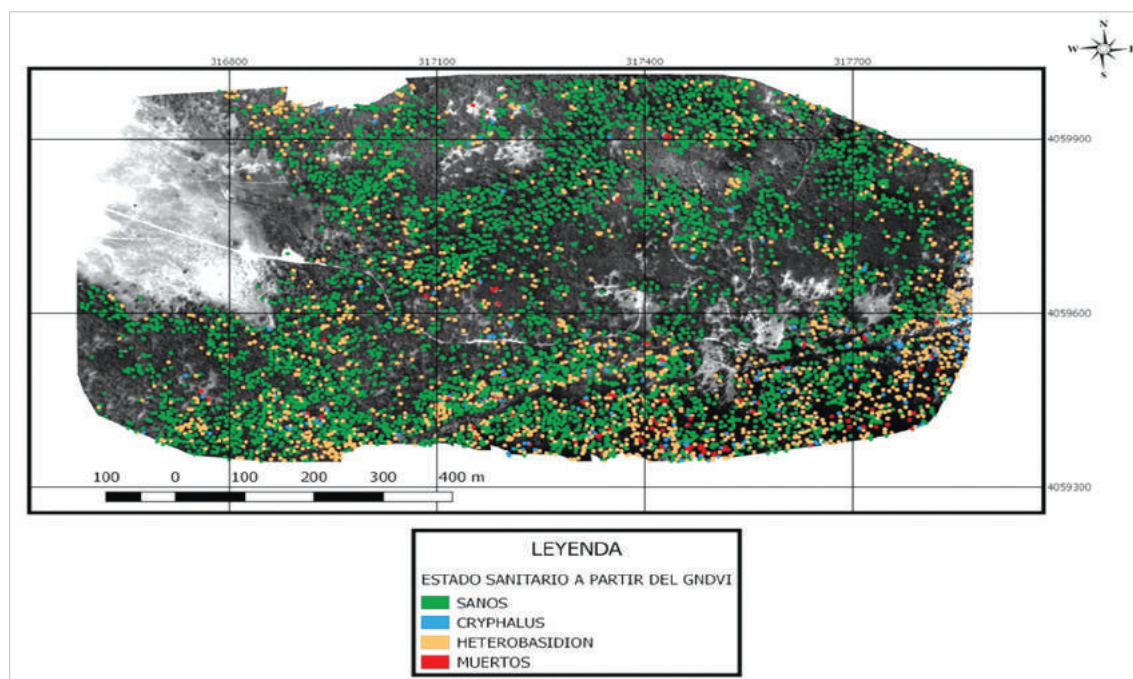 N
W E
S
316800 317100 317400 317700
4059900
4059600
4059300
100 0 100 200 300 400 m
LEYENDA
ESTADO SANITARIO A PARTIR DEL GNDVI
SANOS
CRYPHALUS
HETEROBASIDION
MUERTOS